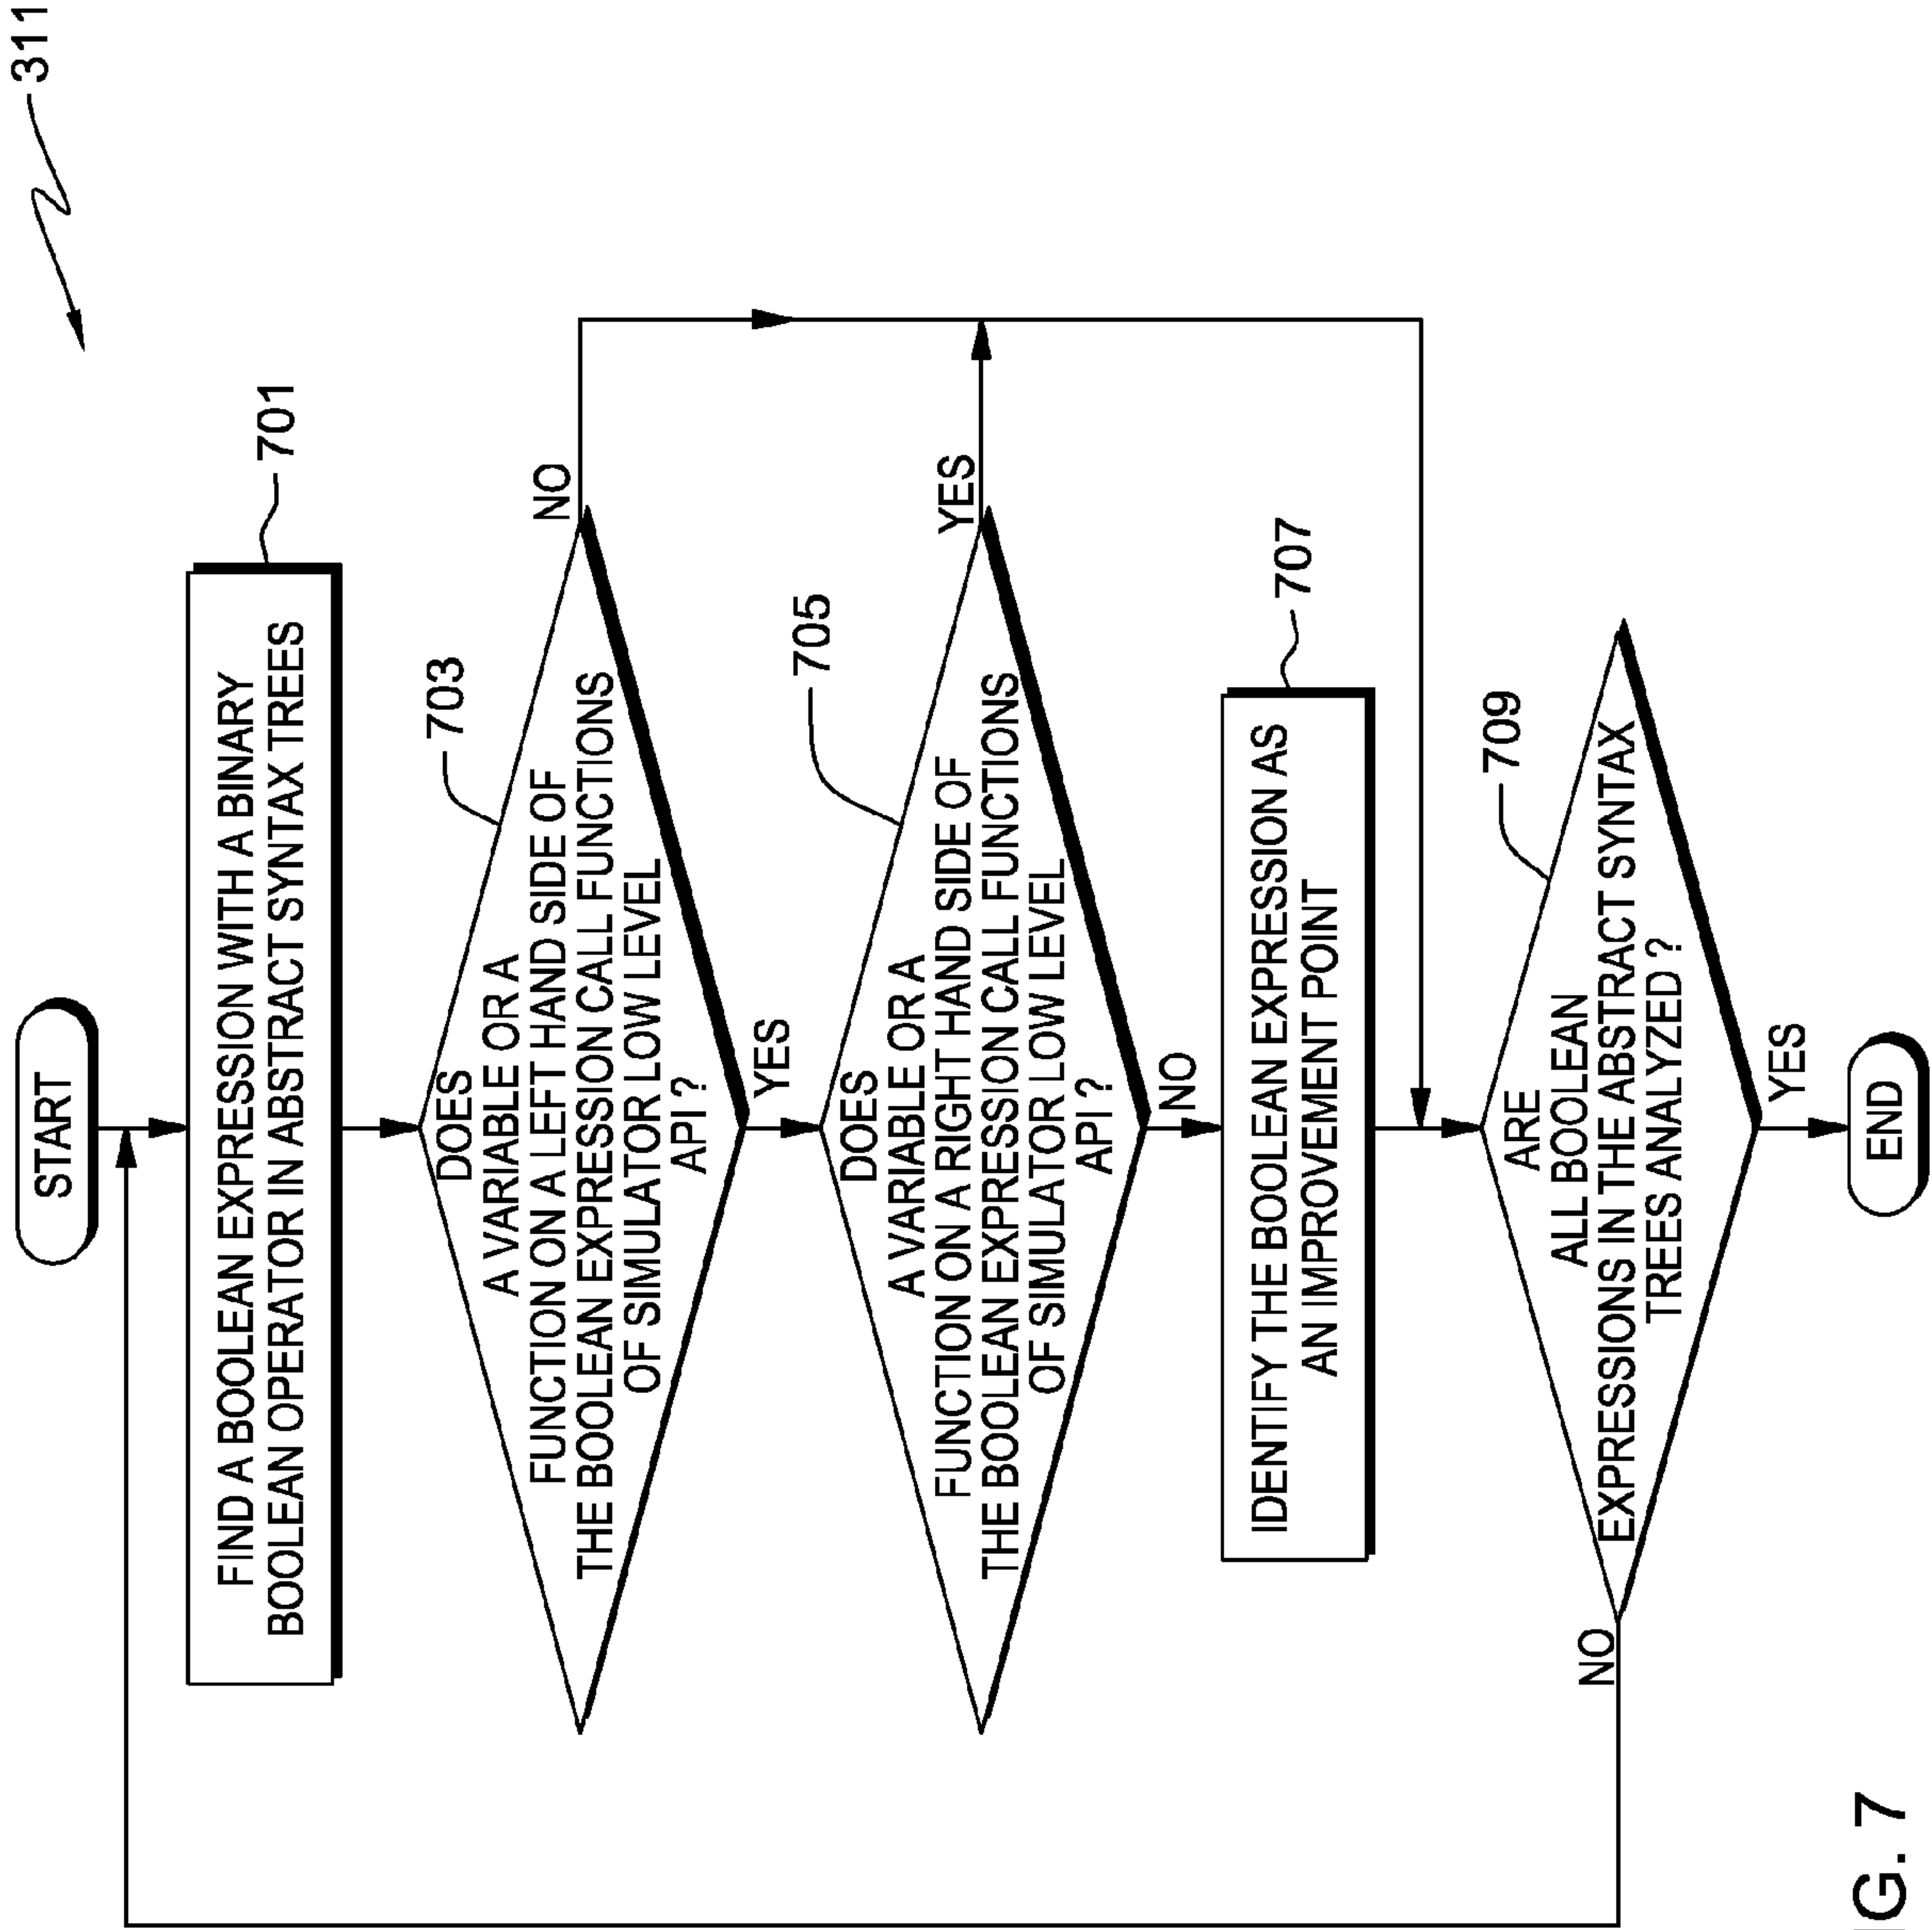 311
START
FIND A BOOLEAN EXPRESSION WITH A BINARY
BOOLEAN OPERATOR IN ABSTRACT SYNTAX TREES
701
DOES
A VARIABLE OR A
FUNCTION ON A LEFT HAND SIDE OF
THE BOOLEAN EXPRESSION CALL FUNCTIONS
OF SIMULATOR LOW LEVEL
API ?
703
NO
YES
DOES
A VARIABLE OR A
FUNCTION ON A RIGHT HAND SIDE OF
THE BOOLEAN EXPRESSION CALL FUNCTIONS
OF SIMULATOR LOW LEVEL
API ?
705
YES
NO
IDENTIFY THE BOOLEAN EXPRESSION AS
AN IMPROVEMENT POINT
707
ARE
ALL BOOLEAN
EXPRESSIONS IN THE ABSTRACT SYNTAX
TREES ANALYZED ?
709
NO
YES
END
G. 7